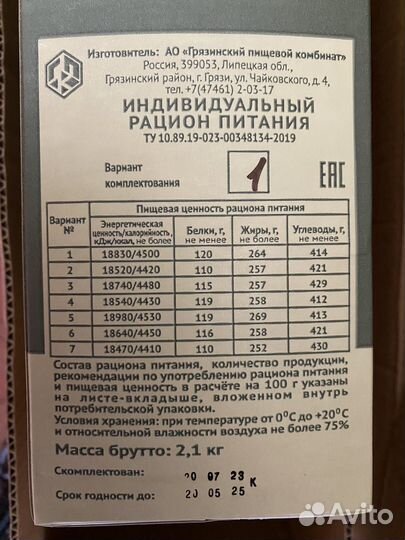 Изготовитель: АО «Грязинский пищевой комбинат»
Россия, 399053, Липецкая обл.,
Грязинский район, г. Грязи, ул. Чайковского, д. 4,
тел. +7(47461) 2-03-17
ИНДИВИДУАЛЬНЫЙ
РАЦИОН ПИТАНИЯ
ТУ 10.89.19-023-00348134-2019
Вариант
комплектования
1
ЕАС
Вариант №
Пищевая ценность рациона питания
Энергетическая ценность/калорийность, кДж/ккал, не более
Белки, г, не менее
Жиры, г, не более
Углеводы, г, не менее
1 18830/4500 120 264 414
2 18520/4420 110 257 421
3 18740/4480 115 257 429
4 18540/4430 119 258 412
5 18980/4530 119 269 413
6 18640/4450 116 258 421
7 18470/4410 110 252 430
Состав рациона питания, количество продукции,
рекомендации по употреблению рациона питания
и пищевая ценность в расчёте на 100 г указаны
на листе-вкладыше, вложенном внутрь
потребительской упаковки.
Условия хранения: при температуре от 0°С до +20°С
и относительной влажности воздуха не более 75%
Масса брутто: 2,1 кг
Скомплектован: 20 07 23 К
Срок годности до: 20 05 25
Avito